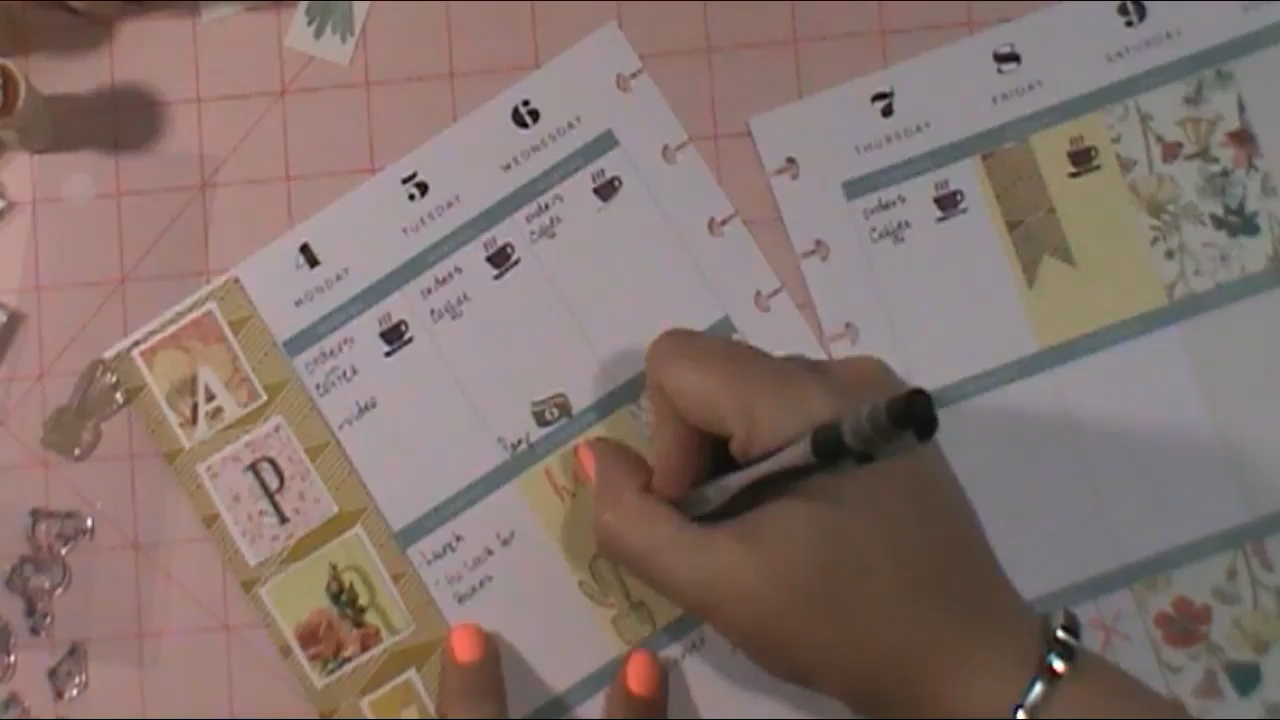 4
MONDAY
5
TUESDAY
6
WEDNESDAY
7
THURSDAY
8
FRIDAY
9
SATURDAY
orders
coffee
video
orders
coffee
orders
coffee
orders
coffee
A
P
Lunch